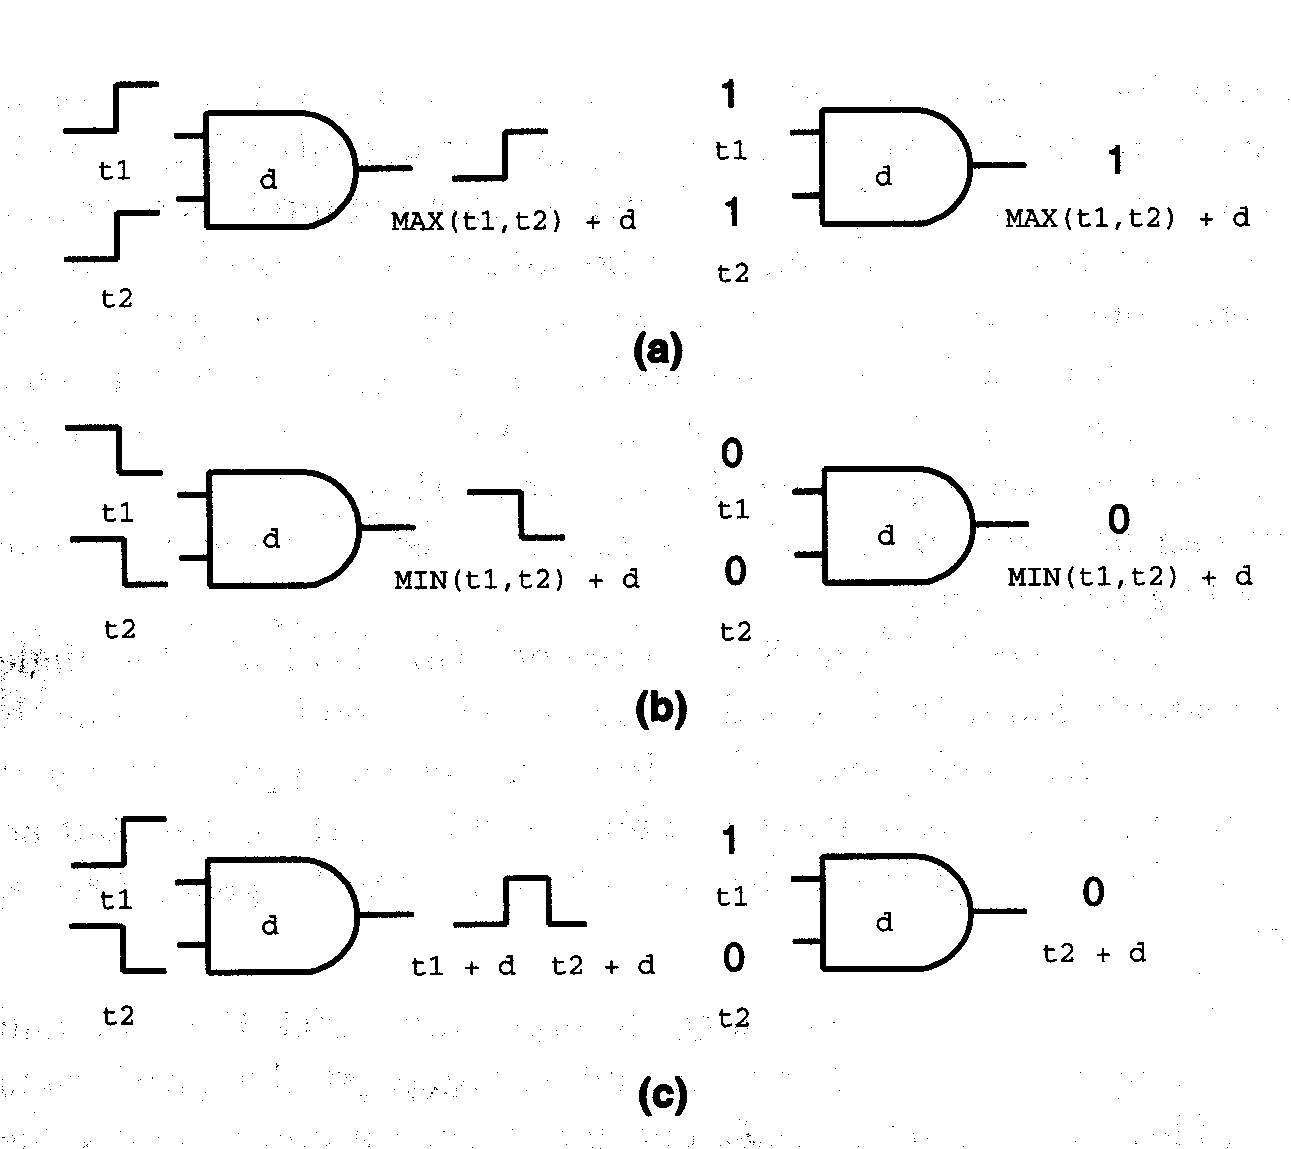 1
t1
d
1
t1
d
1
MAX(t1,t2) + d
MAX(t1,t2) + d
t2
t2
(a)
0
t1
d
t1
d
0
0
MIN(t1,t2) + d
MIN(t1,t2) + d
t2
t2
(b)
1
t1
d
t1
d
0
t1 + d t2 + d
0
t2 + d
t2
t2
(c)